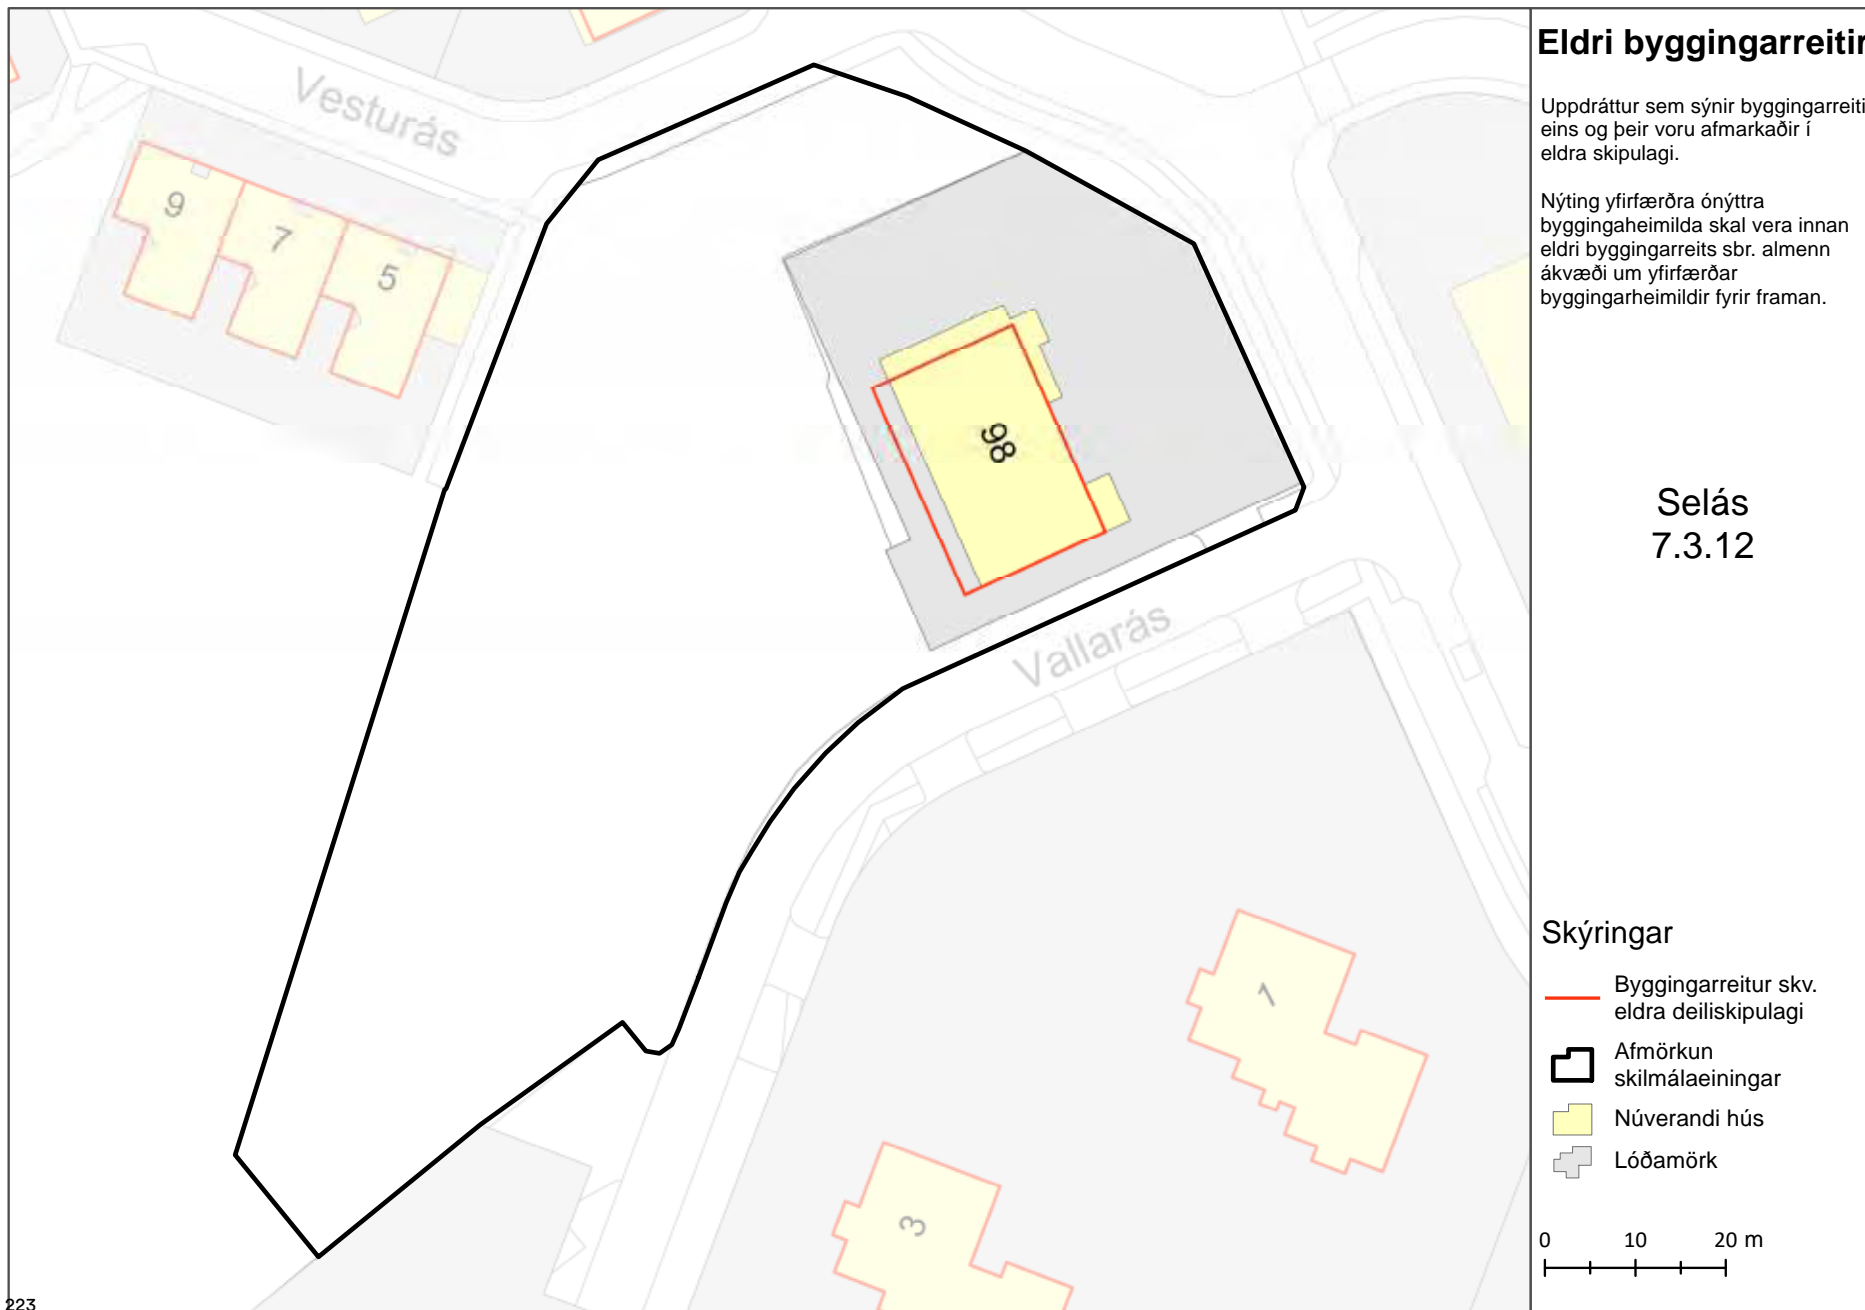 Eldri byggingarreitir
Uppdráttur sem sýnir byggingarreiti
eins og þeir voru afmarkaðir í
eldra skipulagi.
Nýting yfirfærðra ónýttra
byggingaheimilda skal vera innan
eldri byggingarreits sbr. almenn
ákvæði um yfirfærðar
byggingarheimildir fyrir framan.
Selás
7.3.12
Skýringar
Byggingarreitur skv.
eldra deiliskipulagi
Afmörkun
skilmálaeiningar
Núverandi hús
Lóðamörk
0 10 20 m
Vesturás
9
7
5
98
Vallarás
1
3
223